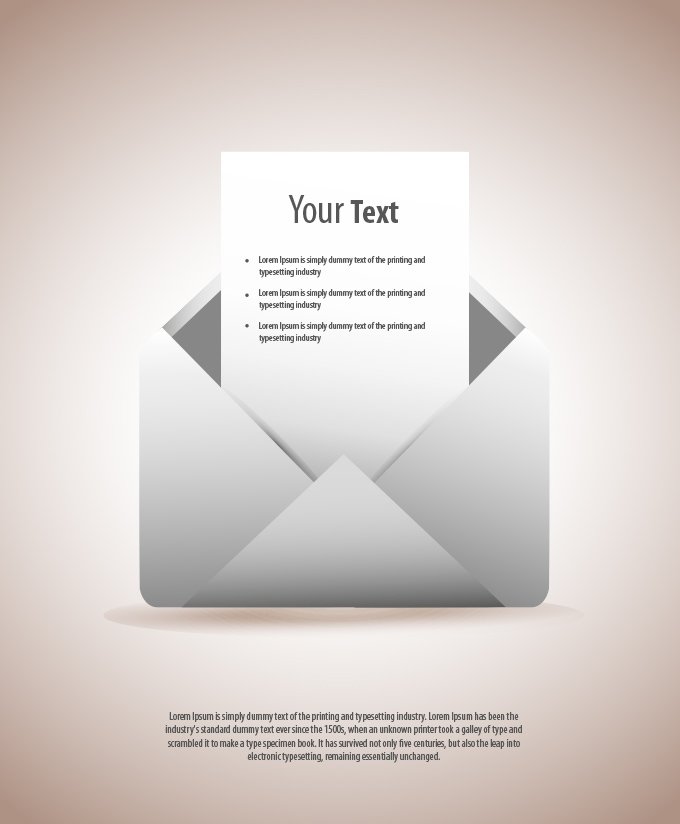 Your Text
• Lorem Ipsum is simply dummy text of the printing and
typesetting industry
• Lorem Ipsum is simply dummy text of the printing and
typesetting industry
• Lorem Ipsum is simply dummy text of the printing and
typesetting industry
Lorem Ipsum is simply dummy text of the printing and typesetting industry. Lorem Ipsum has been the
industry's standard dummy text ever since the 1500s, when an unknown printer took a galley of type and
scrambled it to make a type specimen book. It has survived not only five centuries, but also the leap into
electronic typesetting, remaining essentially unchanged.